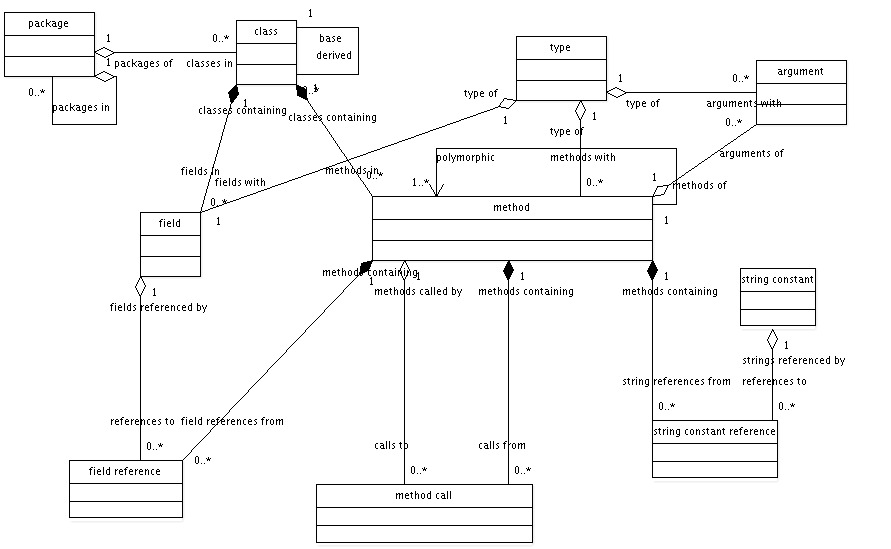 1
package
class
base
derived
0..*
1
packages of
classes in
1
0..*
packages in
1
0..*
classes containing
classes containing
type
argument
1
0..*
type of
type of
arguments with
1
1
type of
0..*
arguments of
polymorphic
methods with
fields in
fields with
methods in
0..*
1..*
0..*
1
methods of
0..*
1
field
method
1
methods containing
1
methods called by
1
methods containing
1
methods containing
1
string constant
1
fields referenced by
1
strings referenced by
string references from
references to
references to
field references from
0..*
0..*
string constant reference
calls to
calls from
0..*
0..*
0..*
0..*
field reference
method call